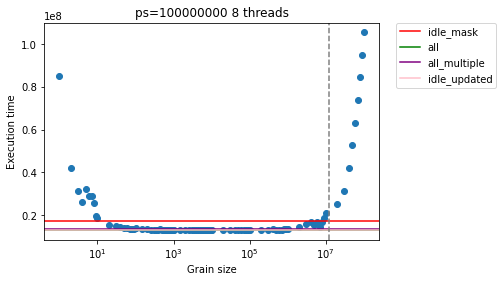 ps=100000000 8 threads
1e8
1.0
0.8
0.6
0.4
0.2
Execution time
10¹
10³
10⁵
10⁷
Grain size
idle_mask
all
all_multiple
idle_updated